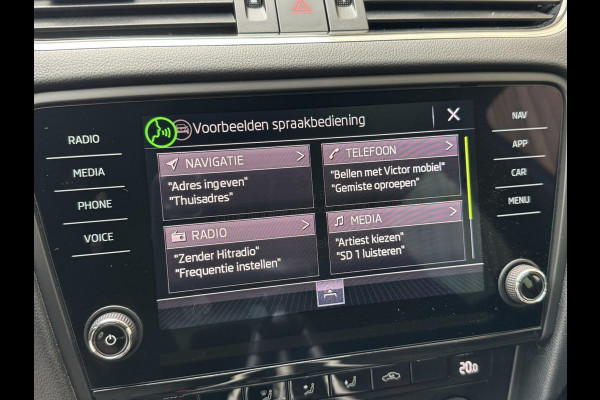 RADIO
MEDIA
PHONE
VOICE
Voorbeelden spraakbediening
NAVIGATIE
"Adres ingeven"
"Thuisadres"
TELEFOON
"Bellen met Victor mobiel"
"Gemiste oproepen"
RADIO
"Zender Hitradio"
"Frequentie instellen"
MEDIA
"Artiest kiezen"
"SD 1 luisteren"
NAV
APP
CAR
MENU
20.0